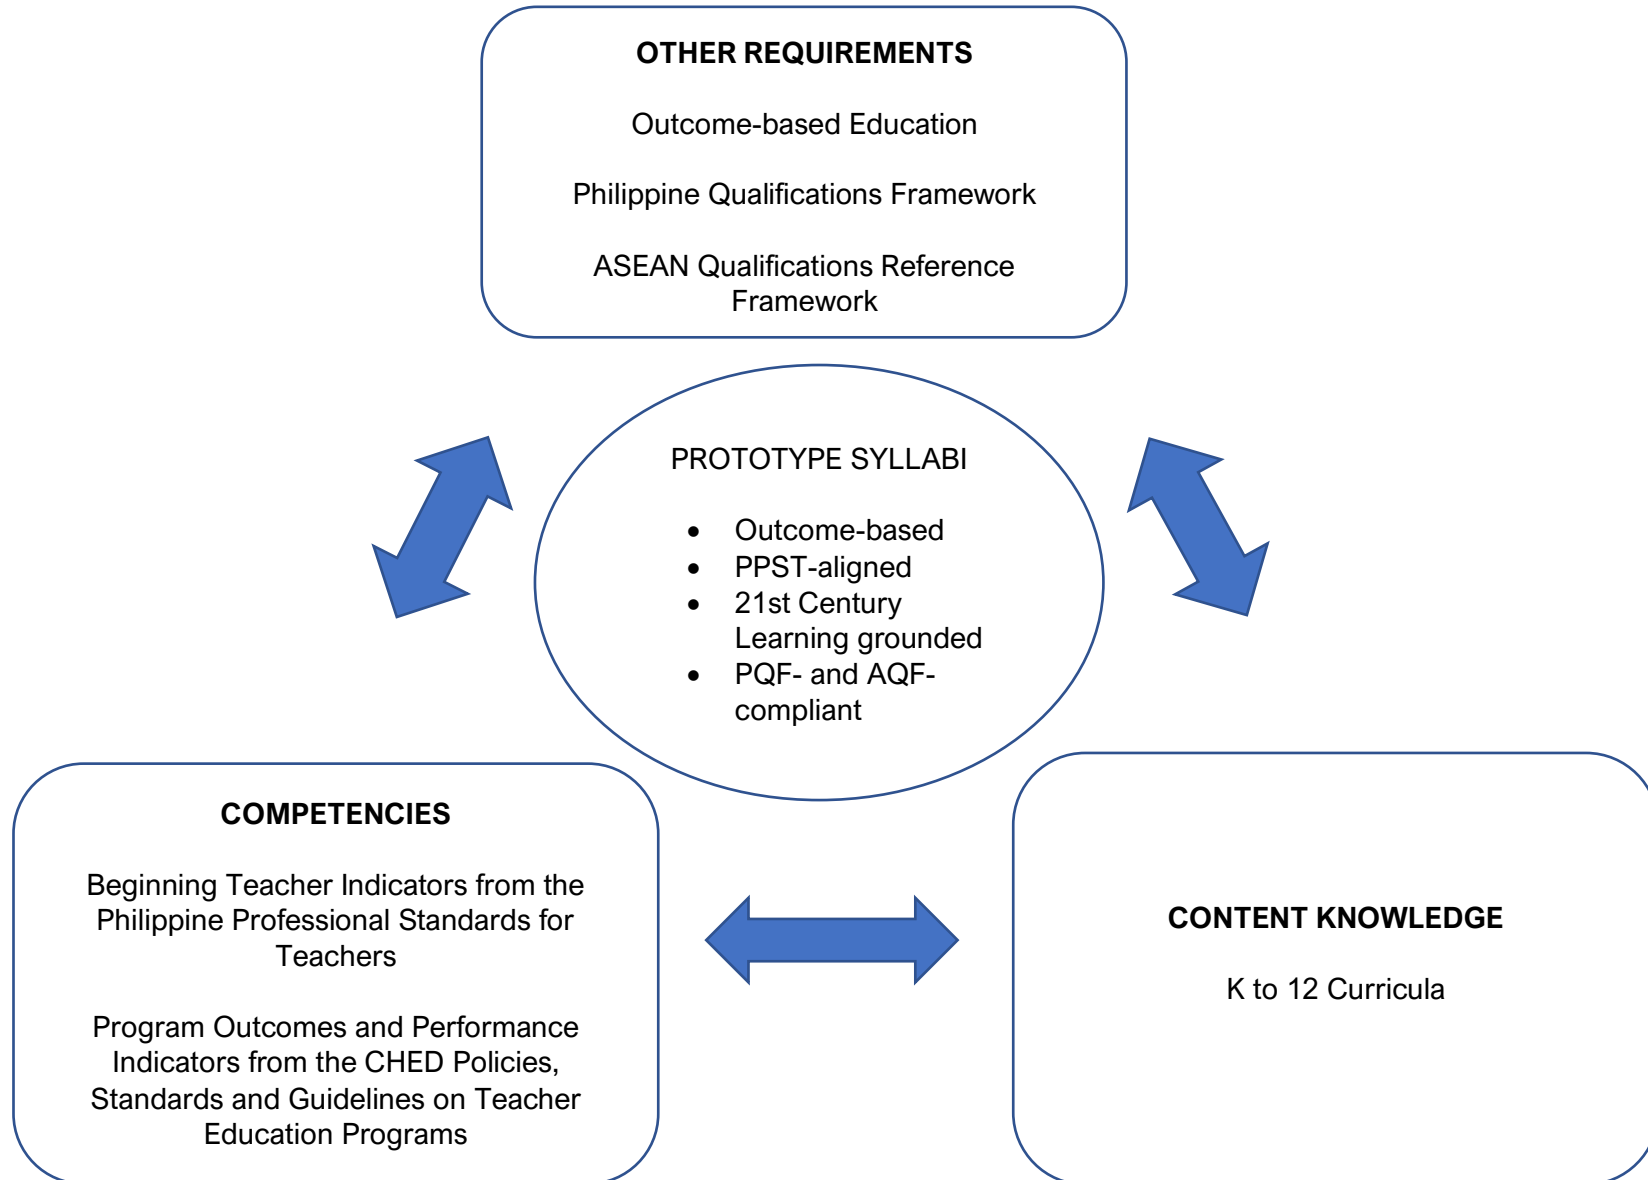 OTHER REQUIREMENTS
Outcome-based Education
Philippine Qualifications Framework
ASEAN Qualifications Reference
Framework
PROTOTYPE SYLLABI
• Outcome-based
• PPST-aligned
• 21st Century
Learning grounded
• PQF- and AQF-
compliant
COMPETENCIES
Beginning Teacher Indicators from the
Philippine Professional Standards for
Teachers
Program Outcomes and Performance
Indicators from the CHED Policies,
Standards and Guidelines on Teacher
Education Programs
CONTENT KNOWLEDGE
K to 12 Curricula